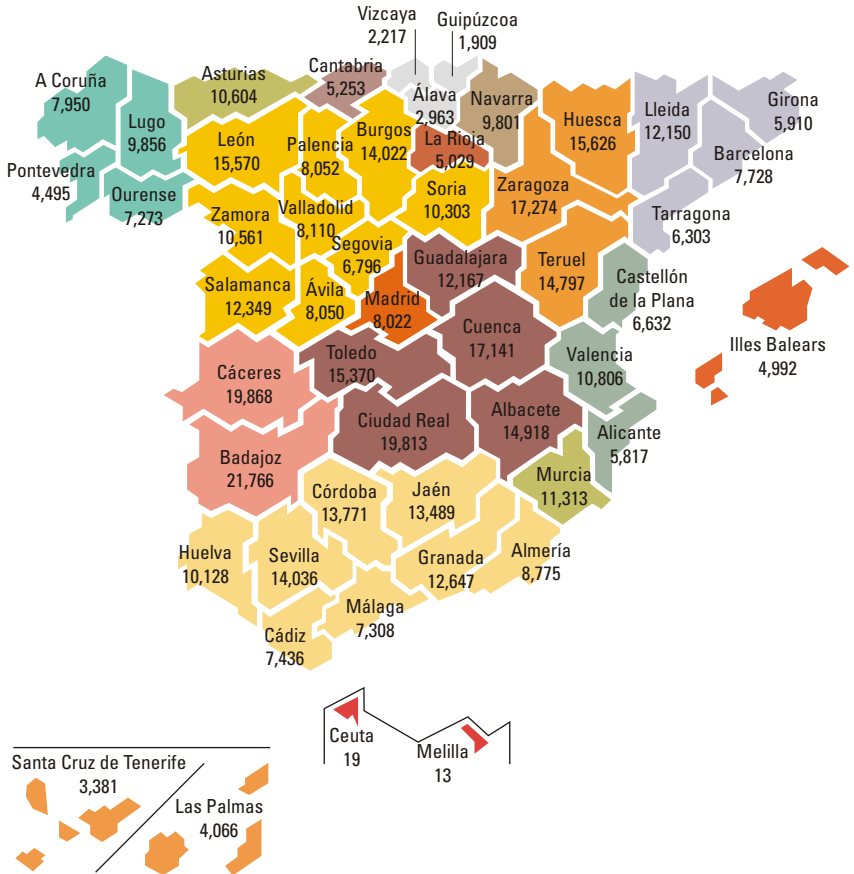 Vizcaya
2,217
Guipúzcoa
1,909
A Coruña
7,950
Asturias
10,604
Cantabria
5,253
Álava
2,963
Navarra
9,801
Huesca
15,626
Lleida
12,150
Girona
5,910
Lugo
9,856
León
15,570
Palencia
8,052
Burgos
14,022
La Rioja
5,029
Barcelona
7,728
Pontevedra
4,495
Ourense
7,273
Zamora
10,561
Valladolid
8,110
Soria
10,303
Zaragoza
17,274
Tarragona
6,303
Segovia
6,796
Guadalajara
12,167
Teruel
14,797
Castellón
de la Plana
6,632
Salamanca
12,349
Ávila
8,050
Madrid
8,022
Cuenca
17,141
Illes Balears
4,992
Toledo
15,370
Valencia
10,806
Cáceres
19,868
Ciudad Real
19,813
Albacete
14,918
Alicante
5,817
Badajoz
21,766
Murcia
11,313
Córdoba
13,771
Jaén
13,489
Huelva
10,128
Sevilla
14,036
Granada
12,647
Almería
8,775
Málaga
7,308
Cádiz
7,436
Ceuta
19
Melilla
13
Santa Cruz de Tenerife
3,381
Las Palmas
4,066